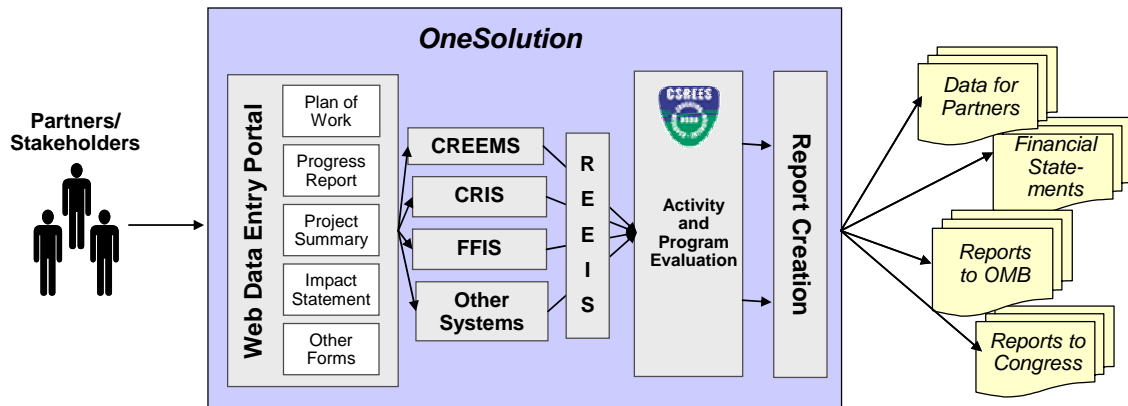 OneSolution
Partners/
Stakeholders
Web Data Entry Portal
Plan of
Work
Progress
Report
Project
Summary
Impact
Statement
Other
Forms
CREEMS
CRIS
FFIS
Other
Systems
R
E
E
I
S
CSREES
Activity
and
Program
Evaluation
Report Creation
Data for
Partners
Financial
State-
ments
Reports
to OMB
Reports to
Congress